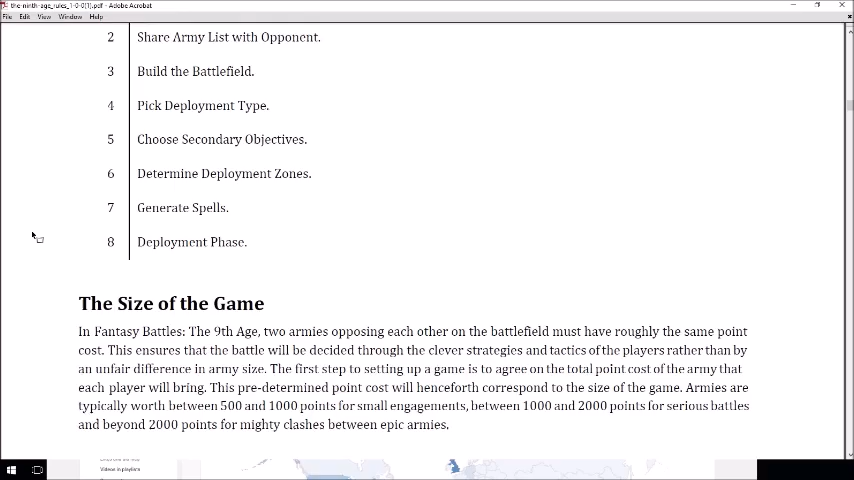 the-ninth-age_rules_1-0-0(1).pdf - Adobe Acrobat
File Edit View Window Help
2 Share Army List with Opponent.
3 Build the Battlefield.
4 Pick Deployment Type.
5 Choose Secondary Objectives.
6 Determine Deployment Zones.
7 Generate Spells.
8 Deployment Phase.
The Size of the Game
In Fantasy Battles: The 9th Age, two armies opposing each other on the battlefield must have roughly the same point
cost. This ensures that the battle will be decided through the clever strategies and tactics of the players rather than by
an unfair difference in army size. The first step to setting up a game is to agree on the total point cost of the army that
each player will bring. This pre-determined point cost will henceforth correspond to the size of the game. Armies are
typically worth between 500 and 1000 points for small engagements, between 1000 and 2000 points for serious battles
and beyond 2000 points for mighty clashes between epic armies.
Videos in playlists